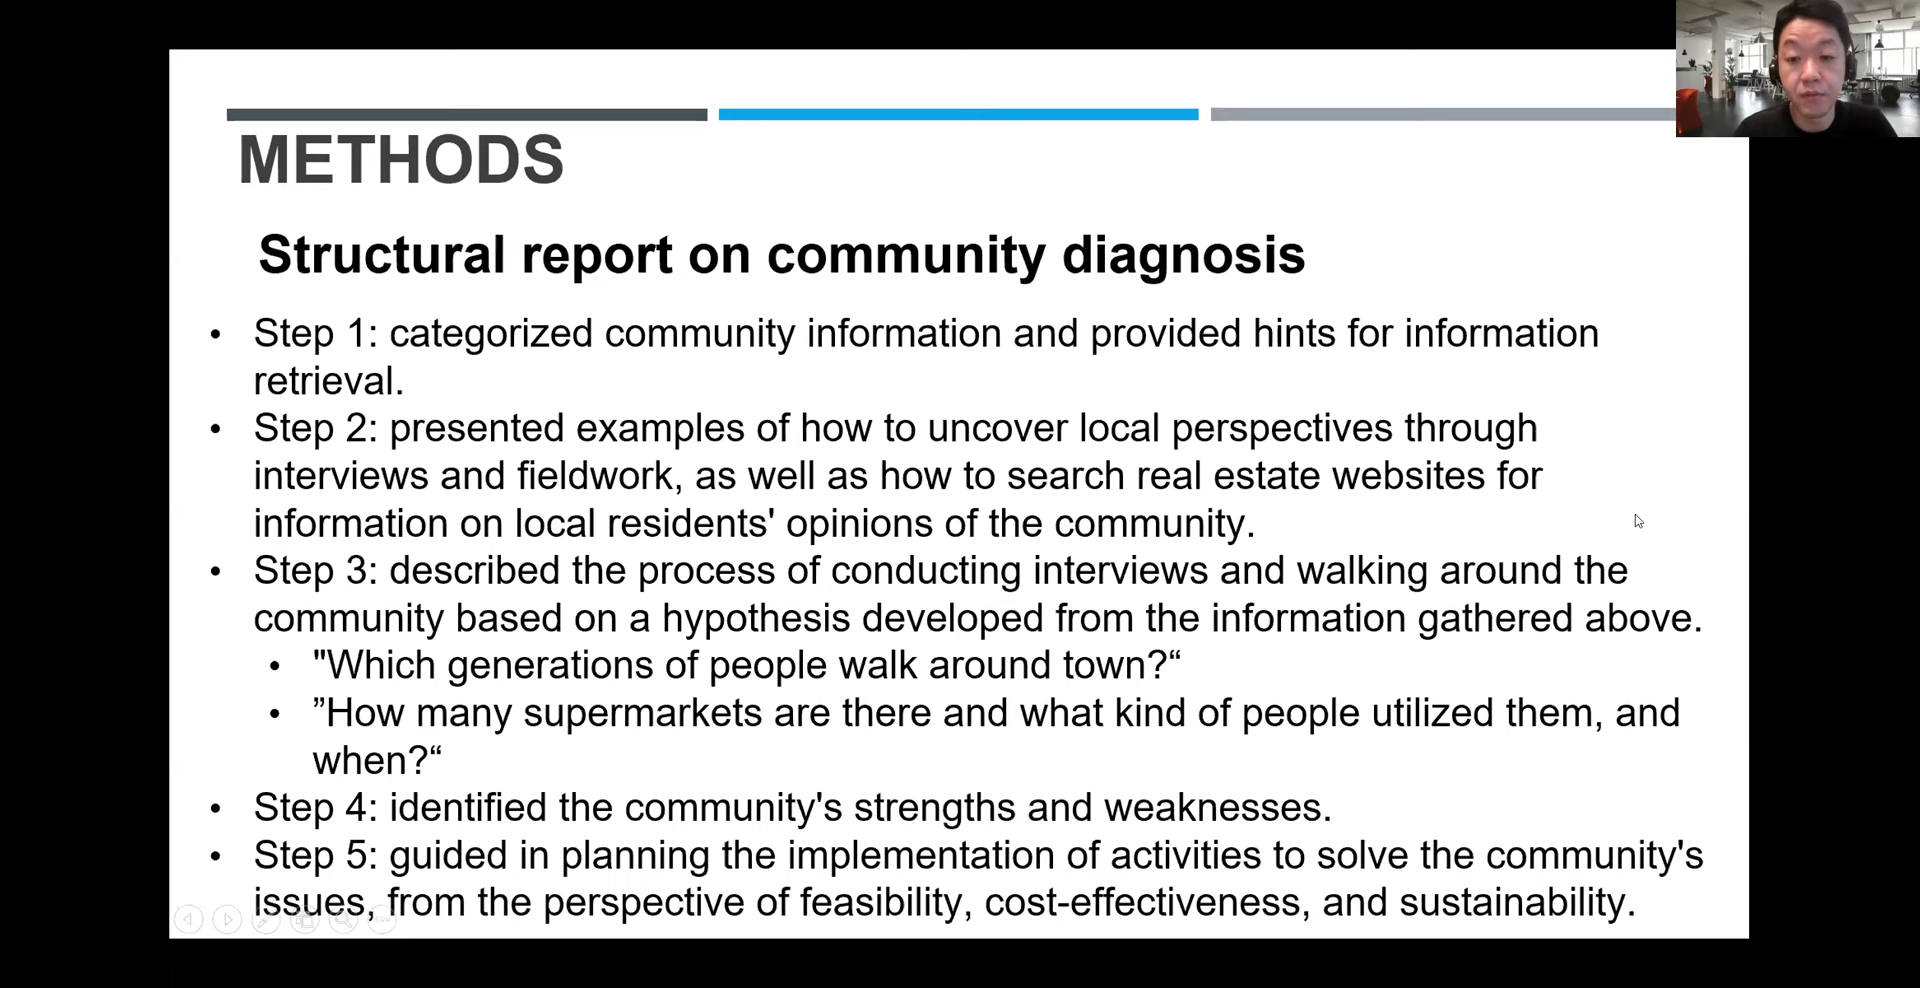 METHODS
Structural report on community diagnosis
• Step 1: categorized community information and provided hints for information
retrieval.
• Step 2: presented examples of how to uncover local perspectives through
interviews and fieldwork, as well as how to search real estate websites for
information on local residents' opinions of the community.
• Step 3: described the process of conducting interviews and walking around the
community based on a hypothesis developed from the information gathered above.
• "Which generations of people walk around town?“
• ”How many supermarkets are there and what kind of people utilized them, and
when?“
• Step 4: identified the community's strengths and weaknesses.
• Step 5: guided in planning the implementation of activities to solve the community's
issues, from the perspective of feasibility, cost-effectiveness, and sustainability.